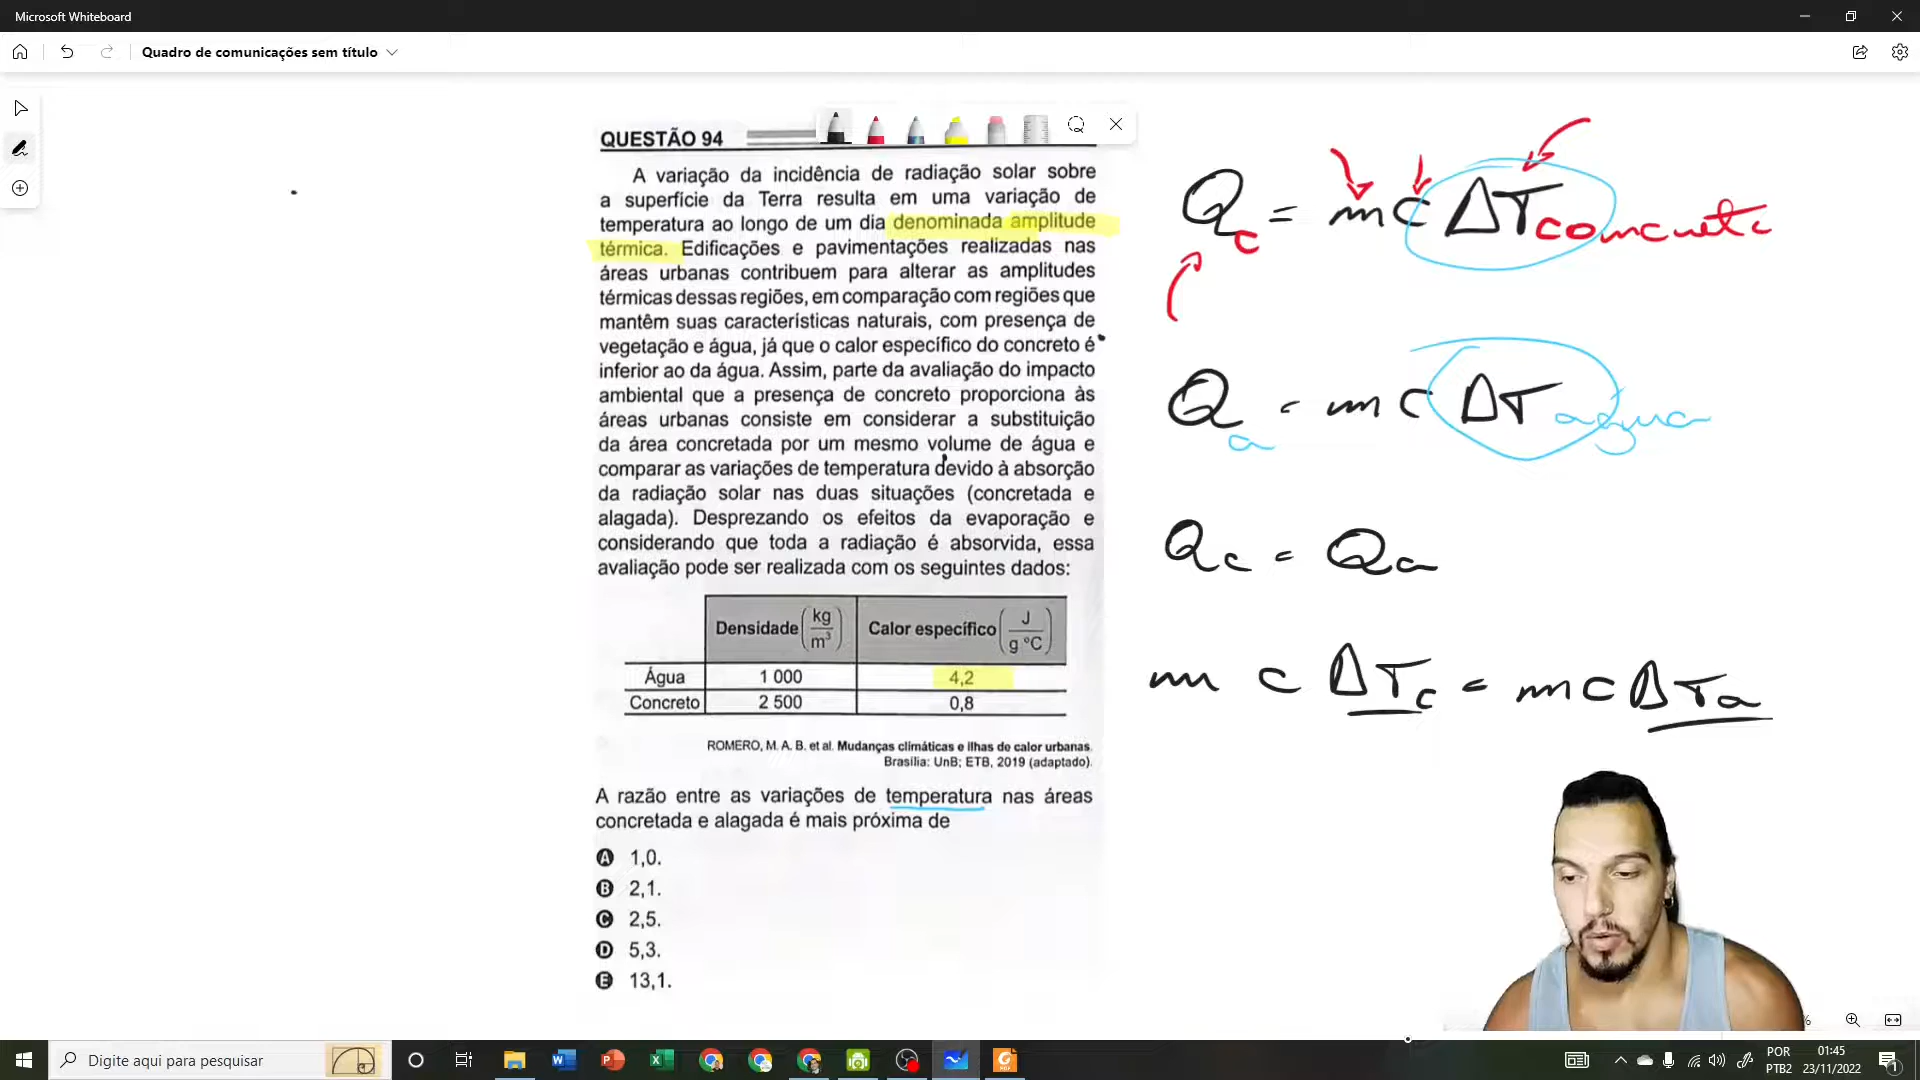 Microsoft Whiteboard
Quadro de comunicações sem título
QUESTÃO 94
A variação da incidência de radiação solar sobre
a superfície da Terra resulta em uma variação de
temperatura ao longo de um dia denominada amplitude
térmica. Edificações e pavimentações realizadas nas
áreas urbanas contribuem para alterar as amplitudes
térmicas dessas regiões, em comparação com regiões que
mantêm suas características naturais, com presença de
vegetação e água, já que o calor específico do concreto é
inferior ao da água. Assim, parte da avaliação do impacto
ambiental que a presença de concreto proporciona às
áreas urbanas consiste em considerar a substituição
da área concretada por um mesmo volume de água e
comparar as variações de temperatura devido à absorção
da radiação solar nas duas situações (concretada e
alagada). Desprezando os efeitos da evaporação e
considerando que toda a radiação é absorvida, essa
avaliação pode ser realizada com os seguintes dados:
Densidade (kg/m³) Calor específico (J/g °C)
Água 1 000 4,2
Concreto 2 500 0,8
ROMERO, M. A. B. et al. Mudanças climáticas e ilhas de calor urbanas.
Brasília: UnB; ETB, 2019 (adaptado).
A razão entre as variações de temperatura nas áreas
concretada e alagada é mais próxima de
A 1,0.
B 2,1.
C 2,5.
D 5,3.
E 13,1.
Qc = m c ΔT concreto
Qa = m c ΔT água
Qc = Qa
m c ΔTc = m c ΔTa
%
Digite aqui para pesquisar
POR
PTB2
01:45
23/11/2022
1